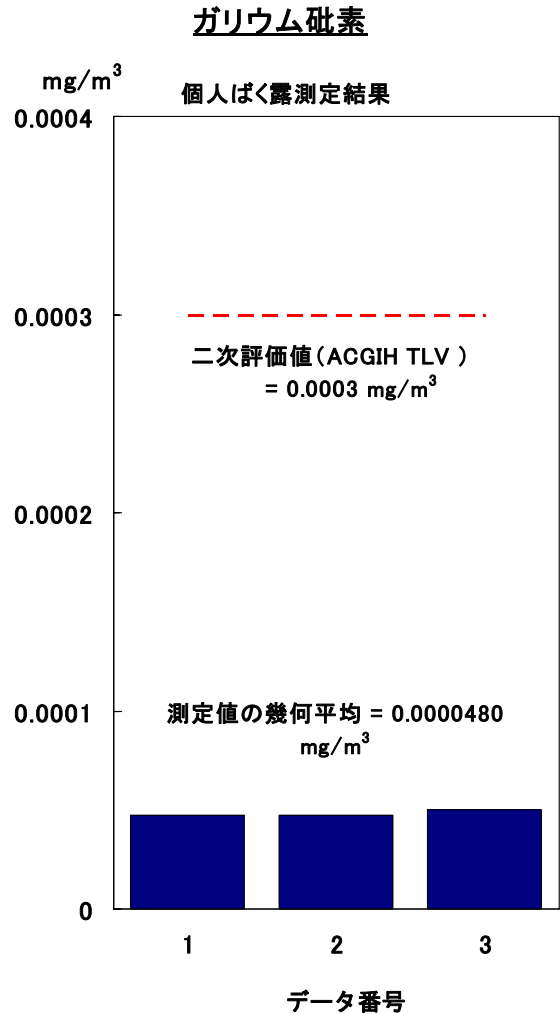 ガリウム砒素
mg/m³
個人ばく露測定結果
0.0004
0.0003
二次評価値（ACGIH TLV ）
= 0.0003 mg/m³
0.0002
0.0001
測定値の幾何平均 = 0.0000480
mg/m³
0
1 2 3
データ番号